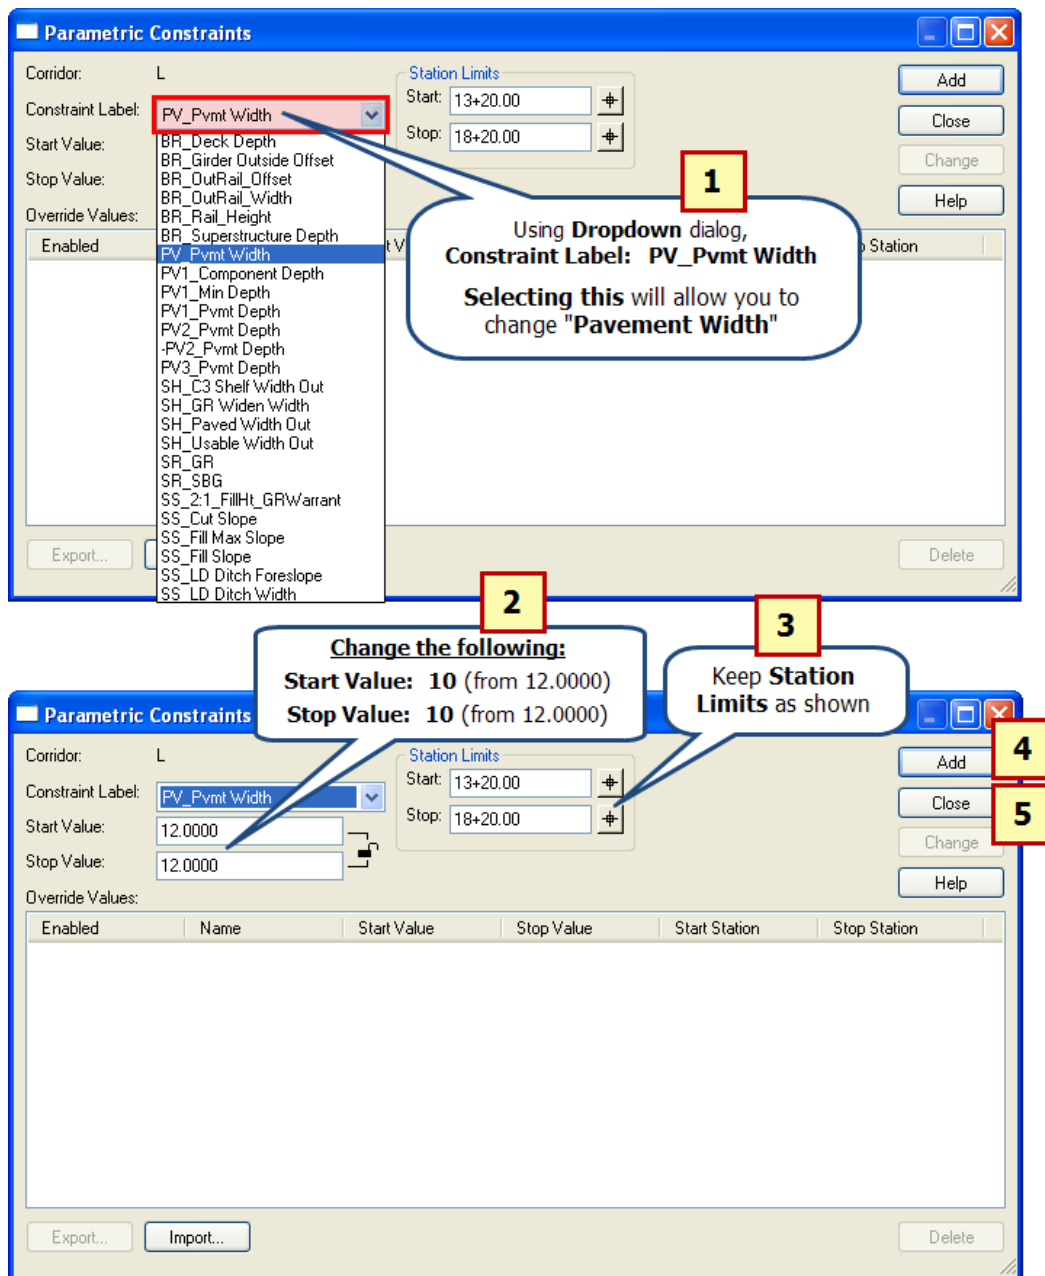 Parametric Constraints
Corridor: L
Constraint Label: PV_Pvmt Width
Start Value:
Stop Value:
Override Values:
Station Limits
Start: 13+20.00
Stop: 18+20.00
Add
Close
Change
Help
Enabled
Station
BR_Deck Depth
BR_Girder Outside Offset
BR_OutRail_Offset
BR_OutRail_Width
BR_Rail_Height
BR_Superstructure Depth
PV_Pvmt Width
PV1_Component Depth
PV1_Min Depth
PV1_Pvmt Depth
PV2_Pvmt Depth
-PV2_Pvmt Depth
PV3_Pvmt Depth
SH_C3 Shelf Width Out
SH_GR Widen Width
SH_Paved Width Out
SH_Usable Width Out
SR_GR
SR_SBG
SS_2:1_FillHt_GRWarrant
SS_Cut Slope
SS_Fill Max Slope
SS_Fill Slope
SS_LD Ditch Foreslope
SS_LD Ditch Width
1
Using Dropdown dialog,
Constraint Label: PV_Pvmt Width
Selecting this will allow you to
change "Pavement Width"
Export...
Delete
2
Change the following:
Start Value: 10 (from 12.0000)
Stop Value: 10 (from 12.0000)
3
Keep Station
Limits as shown
Parametric Constraints
Corridor: L
Constraint Label: PV_Pvmt Width
Start Value: 12.0000
Stop Value: 12.0000
Override Values:
Station Limits
Start: 13+20.00
Stop: 18+20.00
Add
4
Close
5
Change
Help
Enabled Name Start Value Stop Value Start Station Stop Station
Export...
Import...
Delete